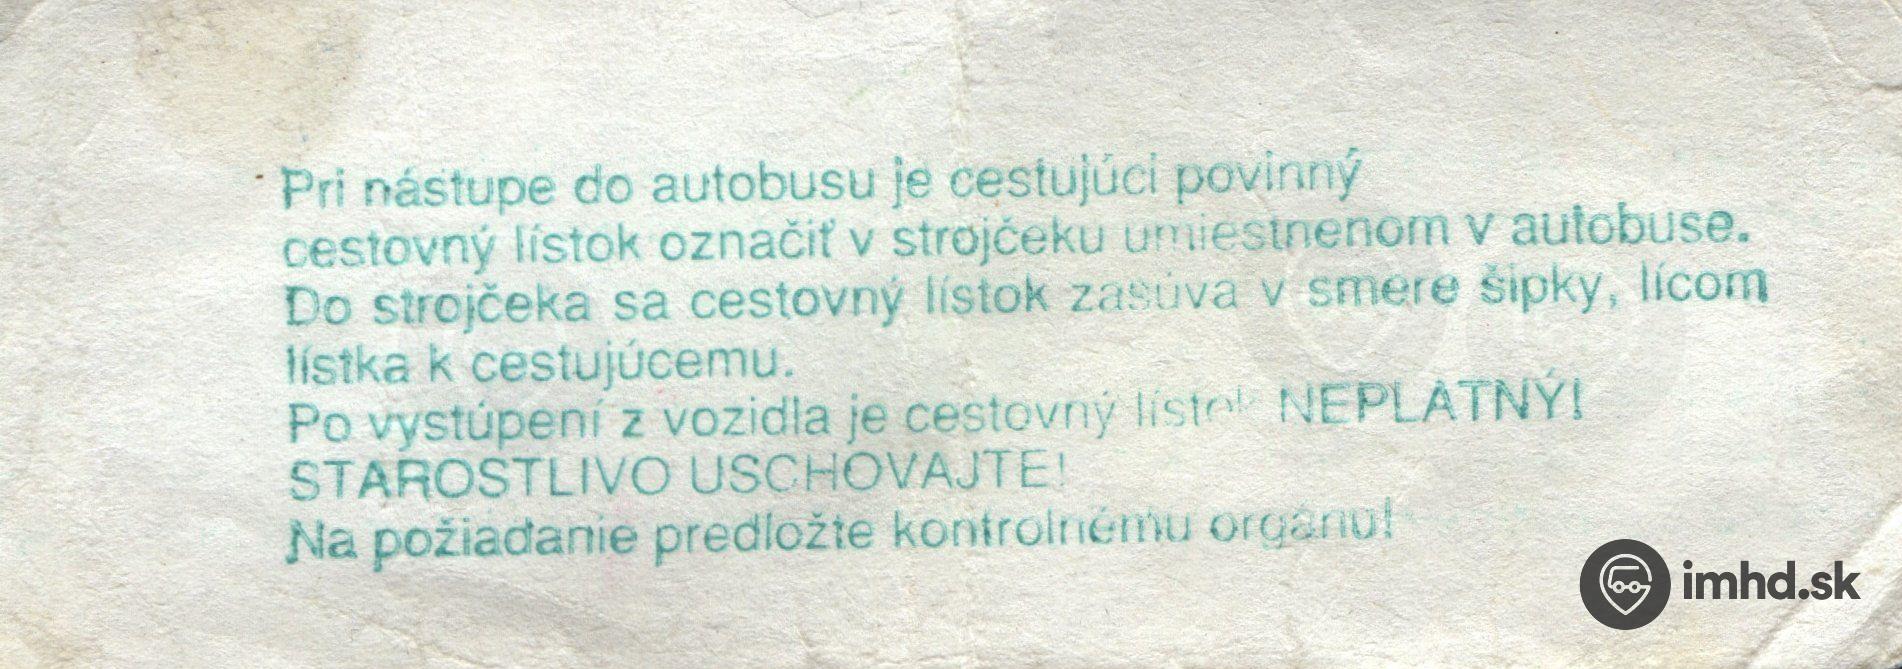 Pri nástupe do autobusu je cestujúci povinný
cestovný lístok označiť v strojčeku umiestnenom v autobuse.
Do strojčeka sa cestovný lístok zasúva v smere šipky, lícom
lístka k cestujúcemu.
Po vystúpení z vozidla je cestovný lístok NEPLATNÝ!
STAROSTLIVO USCHOVAJTE!
Na požiadanie predložte kontrolnému orgánu!
imhd.sk